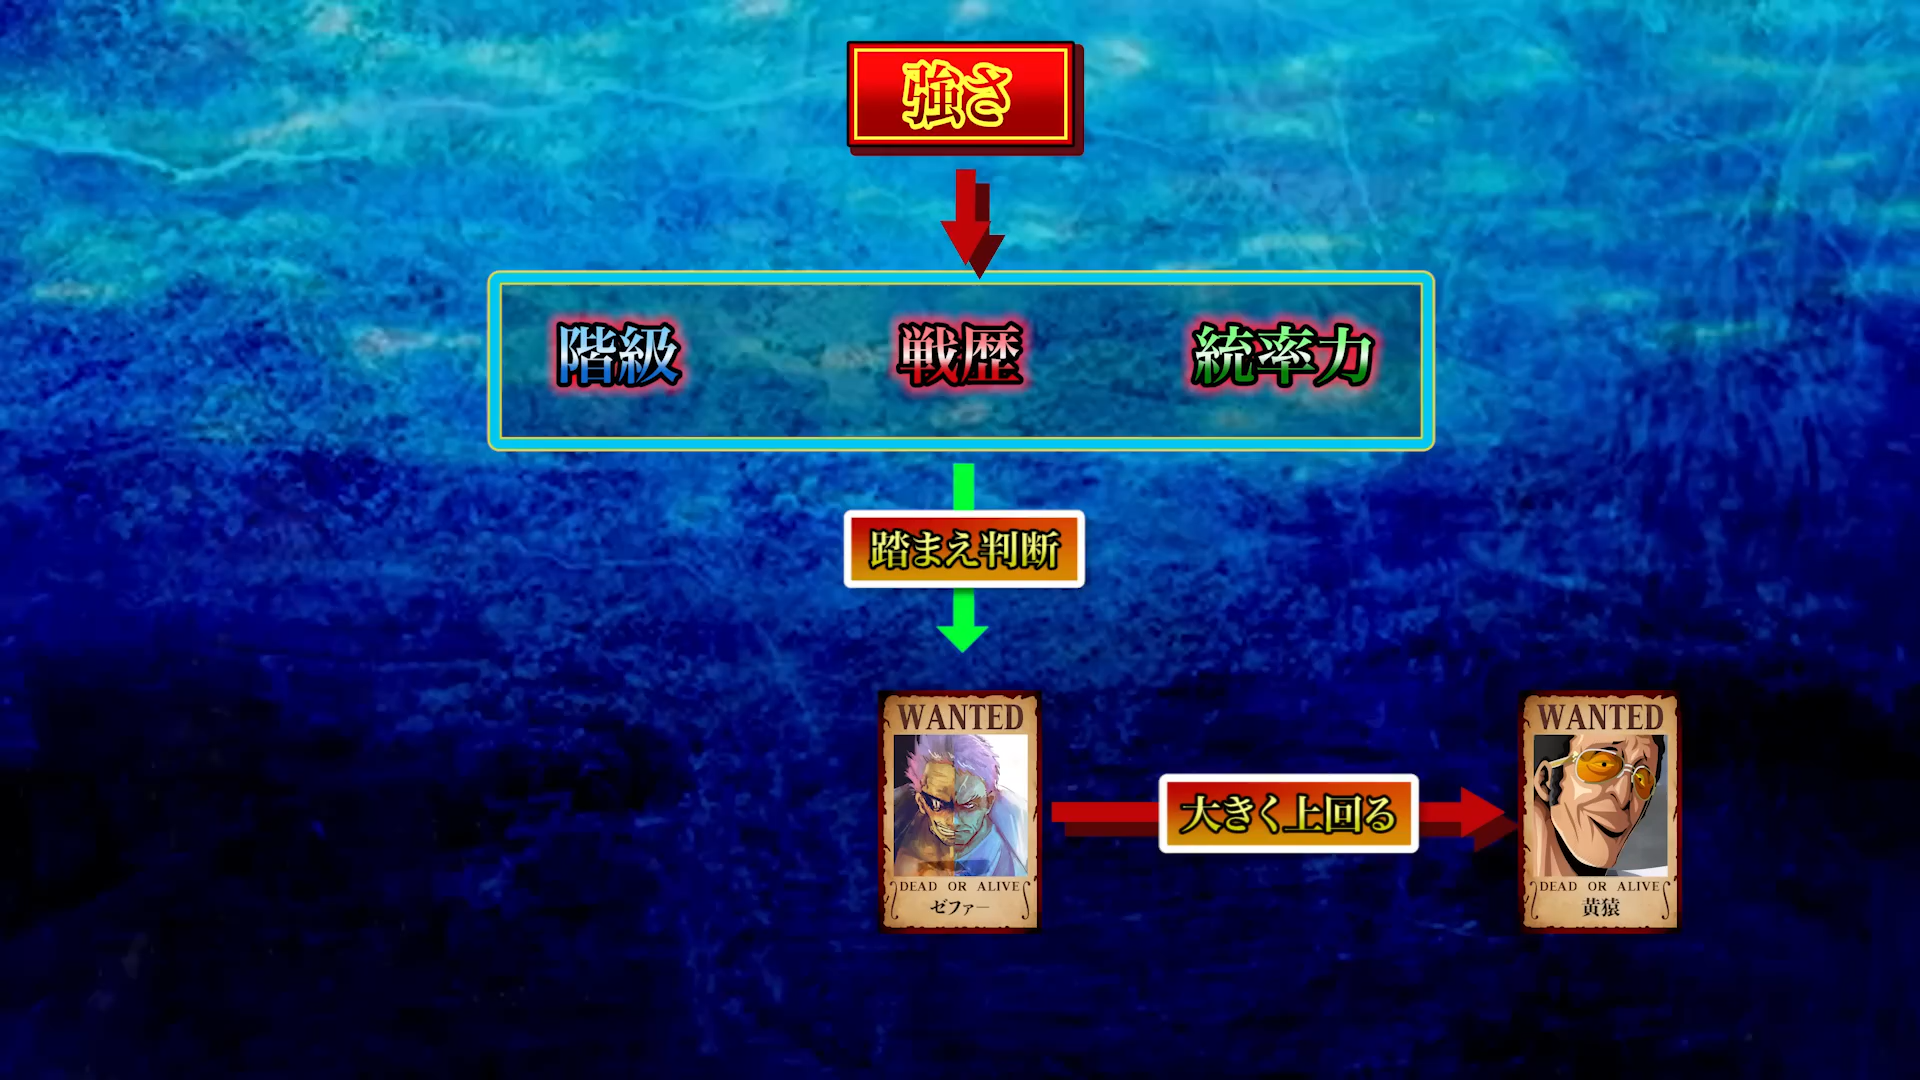 強さ
階級
戦歴
統率力
踏まえ判断
WANTED
DEAD OR ALIVE
ゼファー
大きく上回る
WANTED
DEAD OR ALIVE
黄猿